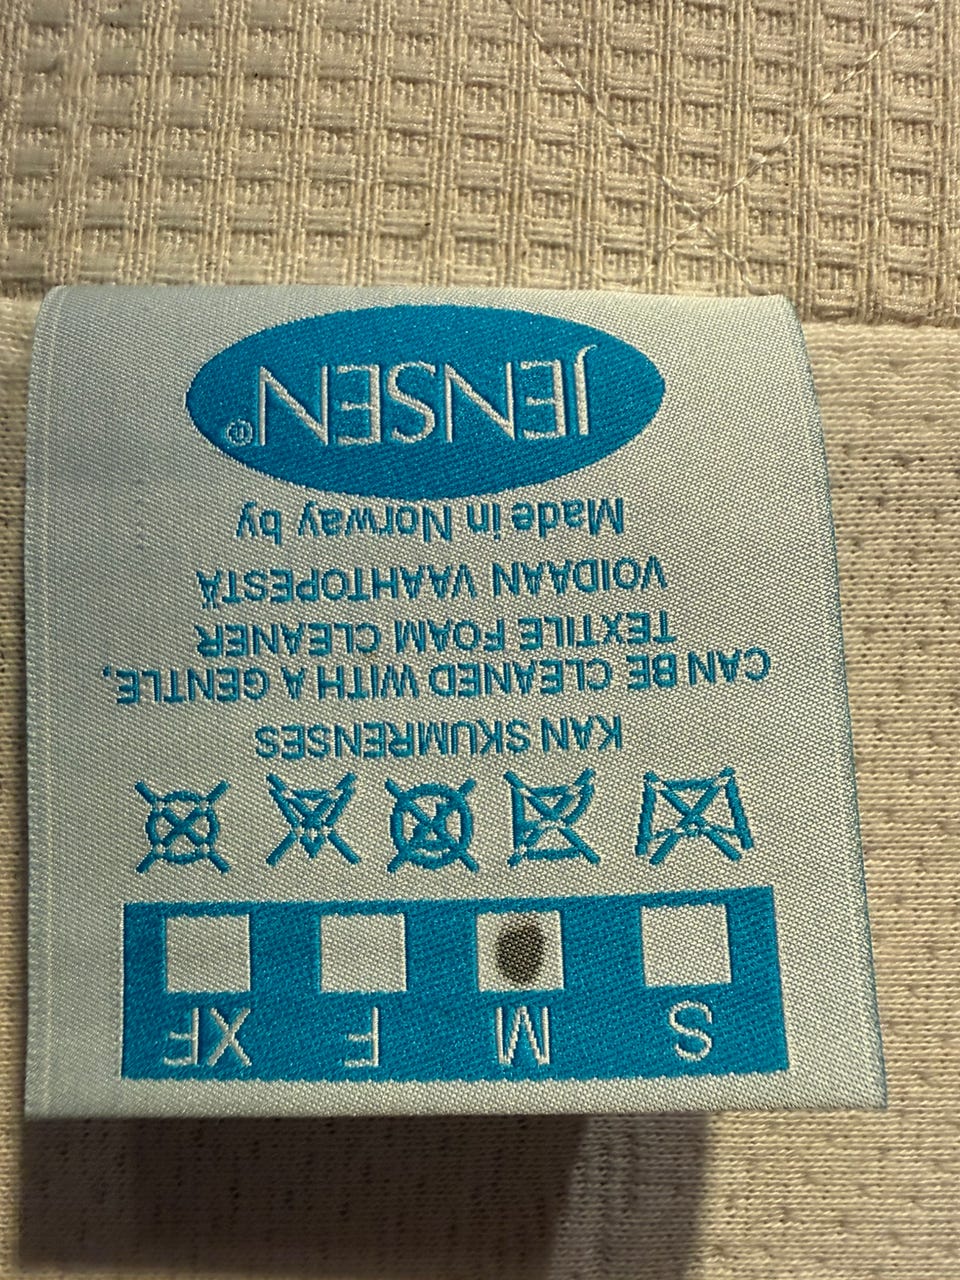 S M F XF
KAN SKUMRENSES
CAN BE CLEANED WITH A GENTLE,
TEXTILE FOAM CLEANER
VOIDAAN VAAHTOPESTÄ
Made in Norway by
JENSEN®